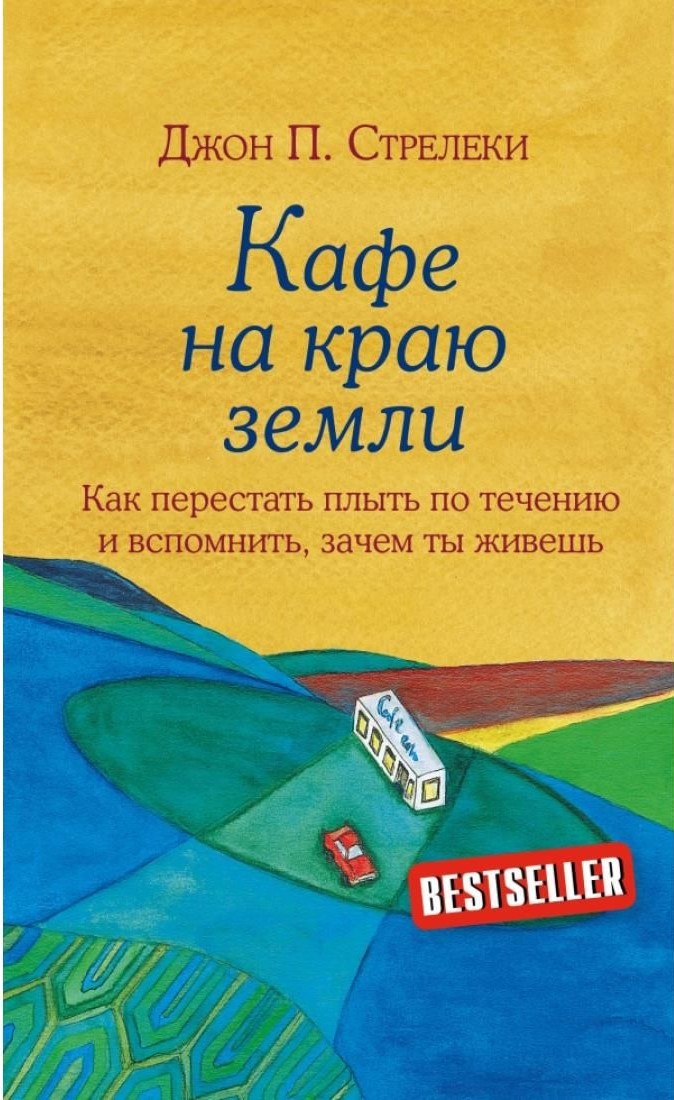 Джон П. Стрелеки
Кафе
на краю
земли
Как перестать плыть по течению
и вспомнить, зачем ты живешь
BESTSELLER